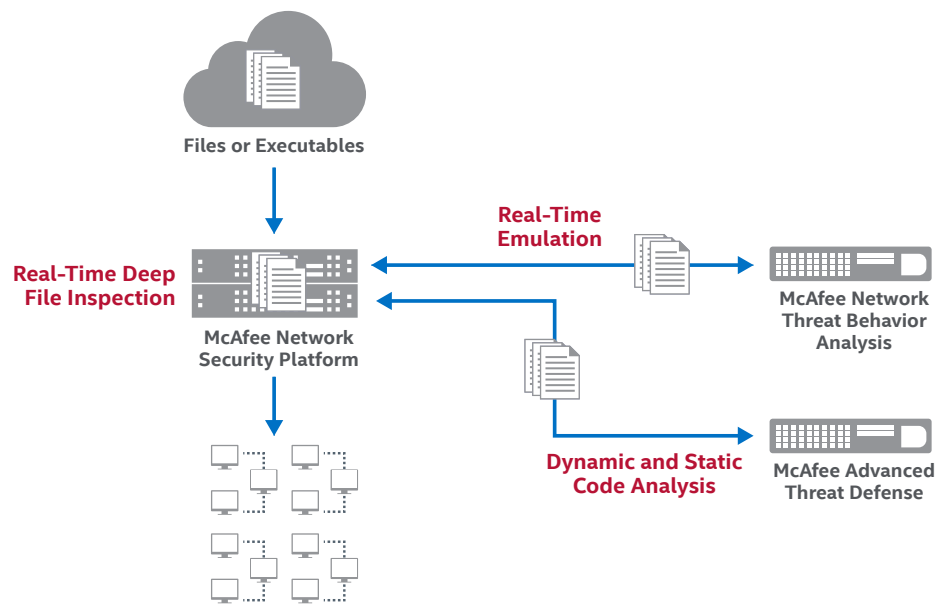 Files or Executables
Real-Time
Emulation
Real-Time Deep
File Inspection
McAfee Network
Security Platform
McAfee Network
Threat Behavior
Analysis
Dynamic and Static
Code Analysis
McAfee Advanced
Threat Defense